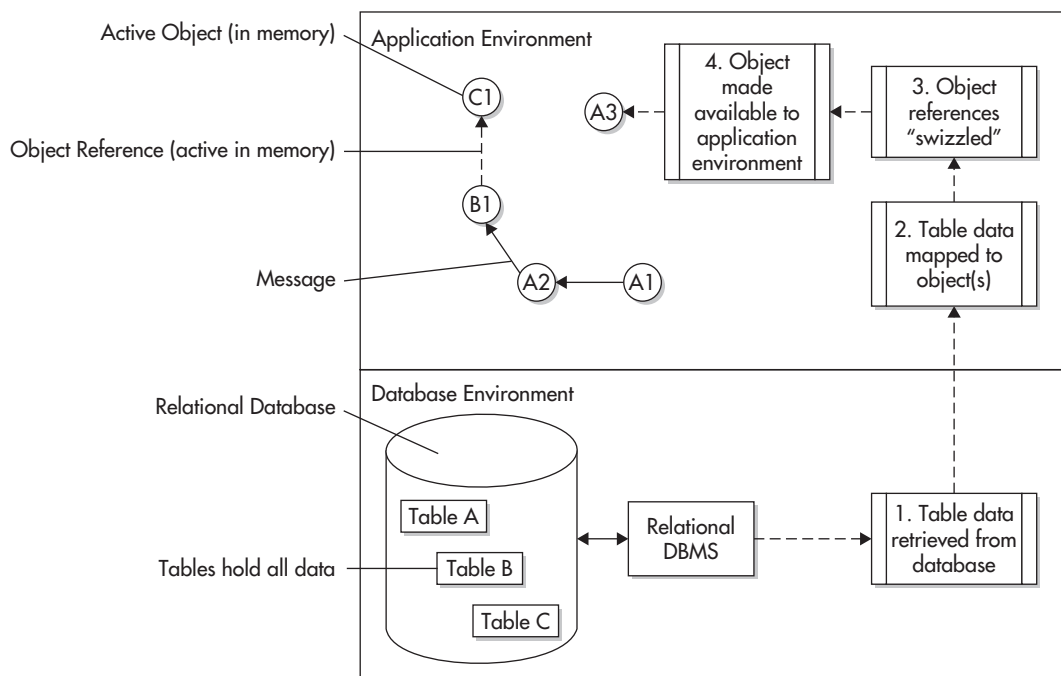 Active Object (in memory)
Application Environment
C1
A3
4. Object
made
available to
application
environment
3. Object
references
“swizzled”
Object Reference (active in memory)
B1
2. Table data
mapped to
object(s)
Message
A2
A1
Database Environment
Relational Database
Table A
Relational
DBMS
1. Table data
retrieved from
database
Tables hold all data
Table B
Table C